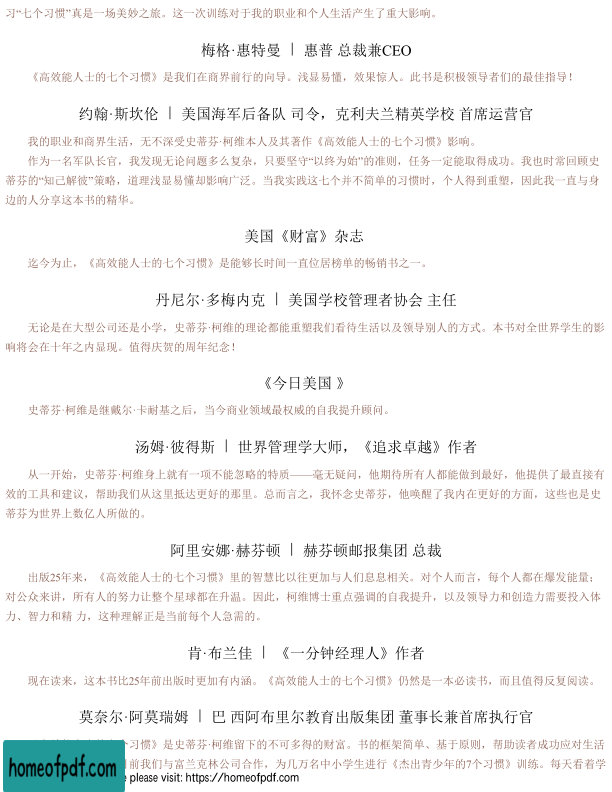 习“七个习惯”真是一场美妙之旅。这一次训练对于我的职业和个人生活产生了重大影响。
梅格·惠特曼 ｜ 惠普 总裁兼CEO
《高效能人士的七个习惯》是我们在商界前行的向导。浅显易懂，效果惊人。此书是积极领导者们的最佳指导！
约翰·斯坎伦 ｜ 美国海军后备队 司令，克利夫兰精英学校 首席运营官
我的职业和商界生活，无不深受史蒂芬·柯维本人及其著作《高效能人士的七个习惯》影响。
作为一名军队长官，我发现无论问题多么复杂，只要坚守“以终为始”的准则，任务一定能取得成功。我也时常回顾史
蒂芬的“知己解彼”策略，道理浅显易懂却影响广泛。当我实践这七个并不简单的习惯时，个人得到重塑，因此我一直与身
边的人分享这本书的精华。
美国《财富》杂志
迄今为止，《高效能人士的七个习惯》是能够长时间一直位居榜单的畅销书之一。
丹尼尔·多梅内克 ｜ 美国学校管理者协会 主任
无论是在大型公司还是小学，史蒂芬·柯维的理论都能重塑我们看待生活以及领导别人的方式。本书对全世界学生的影
响将会在十年之内显现。值得庆贺的周年纪念！
《今日美国 》
史蒂芬·柯维是继戴尔·卡耐基之后，当今商业领域最权威的自我提升顾问。
汤姆·彼得斯 ｜ 世界管理学大师，《追求卓越》作者
从一开始，史蒂芬·柯维身上就有一项不能忽略的特质——毫无疑问，他期待所有人都能做到最好，他提供了最直接有
效的工具和建议，帮助我们从这里抵达更好的那里。总而言之，我怀念史蒂芬，他唤醒了我内在更好的方面，这些也是史
蒂芬为世界上数亿人所做的。
阿里安娜·赫芬顿 ｜ 赫芬顿邮报集团 总裁
出版25年来，《高效能人士的七个习惯》里的智慧比以往更加与人们息息相关。对个人而言，每个人都在爆发能量；
对公众来讲，所有人的努力让整个星球都在升温。因此，柯维博士重点强调的自我提升，以及领导力和创造力需要投入体
力、智力和精 力，这种理解正是当前每个人急需的。
肯·布兰佳 ｜ 《一分钟经理人》作者
现在读来，这本书比25年前出版时更加有内涵。《高效能人士的七个习惯》仍然是一本必读书，而且值得反复阅读。
莫奈尔·阿莫瑞姆 ｜ 巴 西阿布里尔教育出版集团 董事长兼首席执行官
习惯》是史蒂芬·柯维留下的不可多得的财富。书的框架简单、基于原则，帮助读者成功应对生活
前我们与富兰克林公司合作，为几万名中小学生进行《杰出青少年的7个习惯》训练。每天看着学
homeofpdf.com
please visit: https://homeofpdf.com